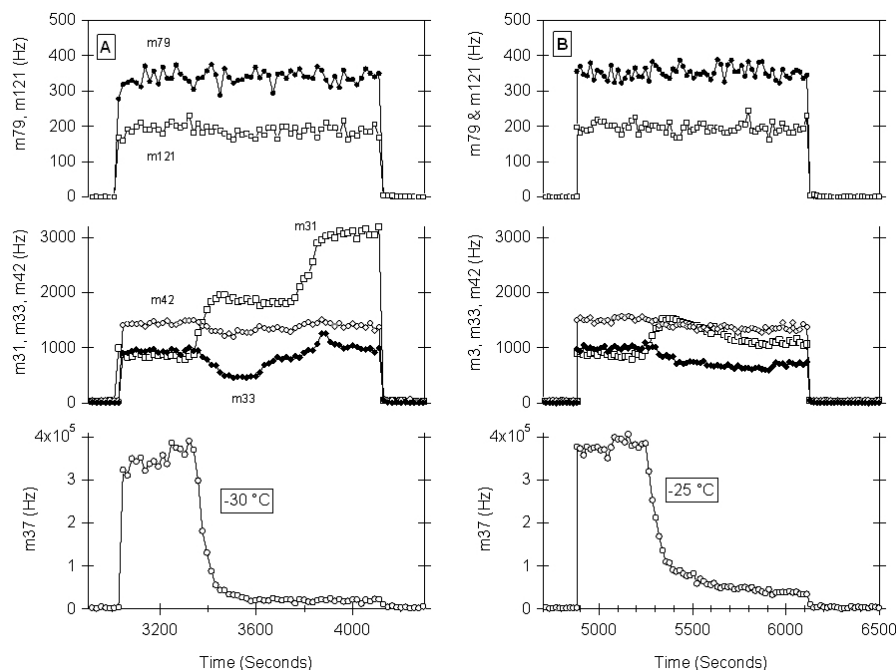 A
B
m79
m121
m79, m121 (Hz)
500
400
300
200
100
0
m79 & m121 (Hz)
500
400
300
200
100
0
m31
m42
m33
m31, m33, m42 (Hz)
3000
2000
1000
0
m3, m33, m42 (Hz)
3000
2000
1000
0
m37 (Hz)
4x10⁵
3
2
1
0
-30 °C
m37 (Hz)
4x10⁵
3
2
1
0
-25 °C
3200
3600
4000
5000
5500
6000
6500
Time (Seconds)
Time (Seconds)